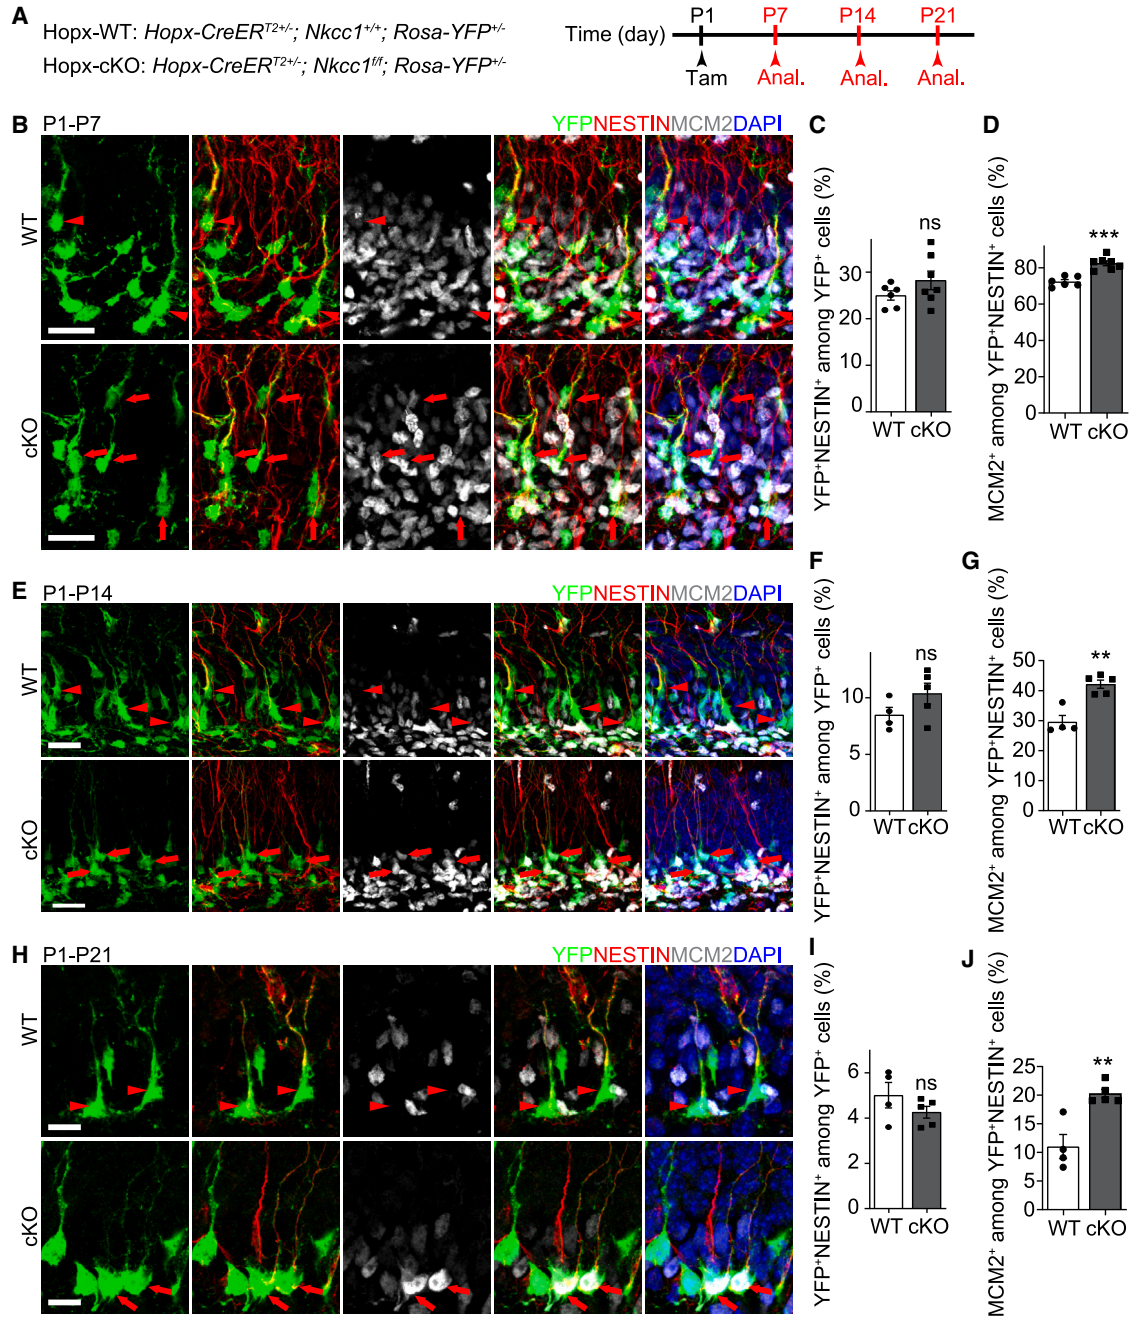 A
Hopx-WT: Hopx-CreER^T2+/-; Nkcc1^+/+; Rosa-YFP^+/-
Hopx-cKO: Hopx-CreER^T2+/-; Nkcc1^f/f; Rosa-YFP^+/-
Time (day)
P1 P7 P14 P21
Tam Anal. Anal. Anal.
B
P1-P7
YFPNESTINMCM2DAPI
WT
cKO
C
YFP⁺NESTIN⁺ among YFP⁺ cells (%)
30
20
10
0
ns
WT cKO
D
MCM2⁺ among YFP⁺NESTIN⁺ cells (%)
80
60
40
20
0
***
WT cKO
E
P1-P14
YFPNESTINMCM2DAPI
WT
cKO
F
YFP⁺NESTIN⁺ among YFP⁺ cells (%)
10
5
0
ns
WT cKO
G
MCM2⁺ among YFP⁺NESTIN⁺ cells (%)
50
40
30
20
10
0
**
WT cKO
H
P1-P21
YFPNESTINMCM2DAPI
WT
cKO
I
YFP⁺NESTIN⁺ among YFP⁺ cells (%)
6
4
2
0
ns
WT cKO
J
MCM2⁺ among YFP⁺NESTIN⁺ cells (%)
25
20
15
10
5
0
**
WT cKO